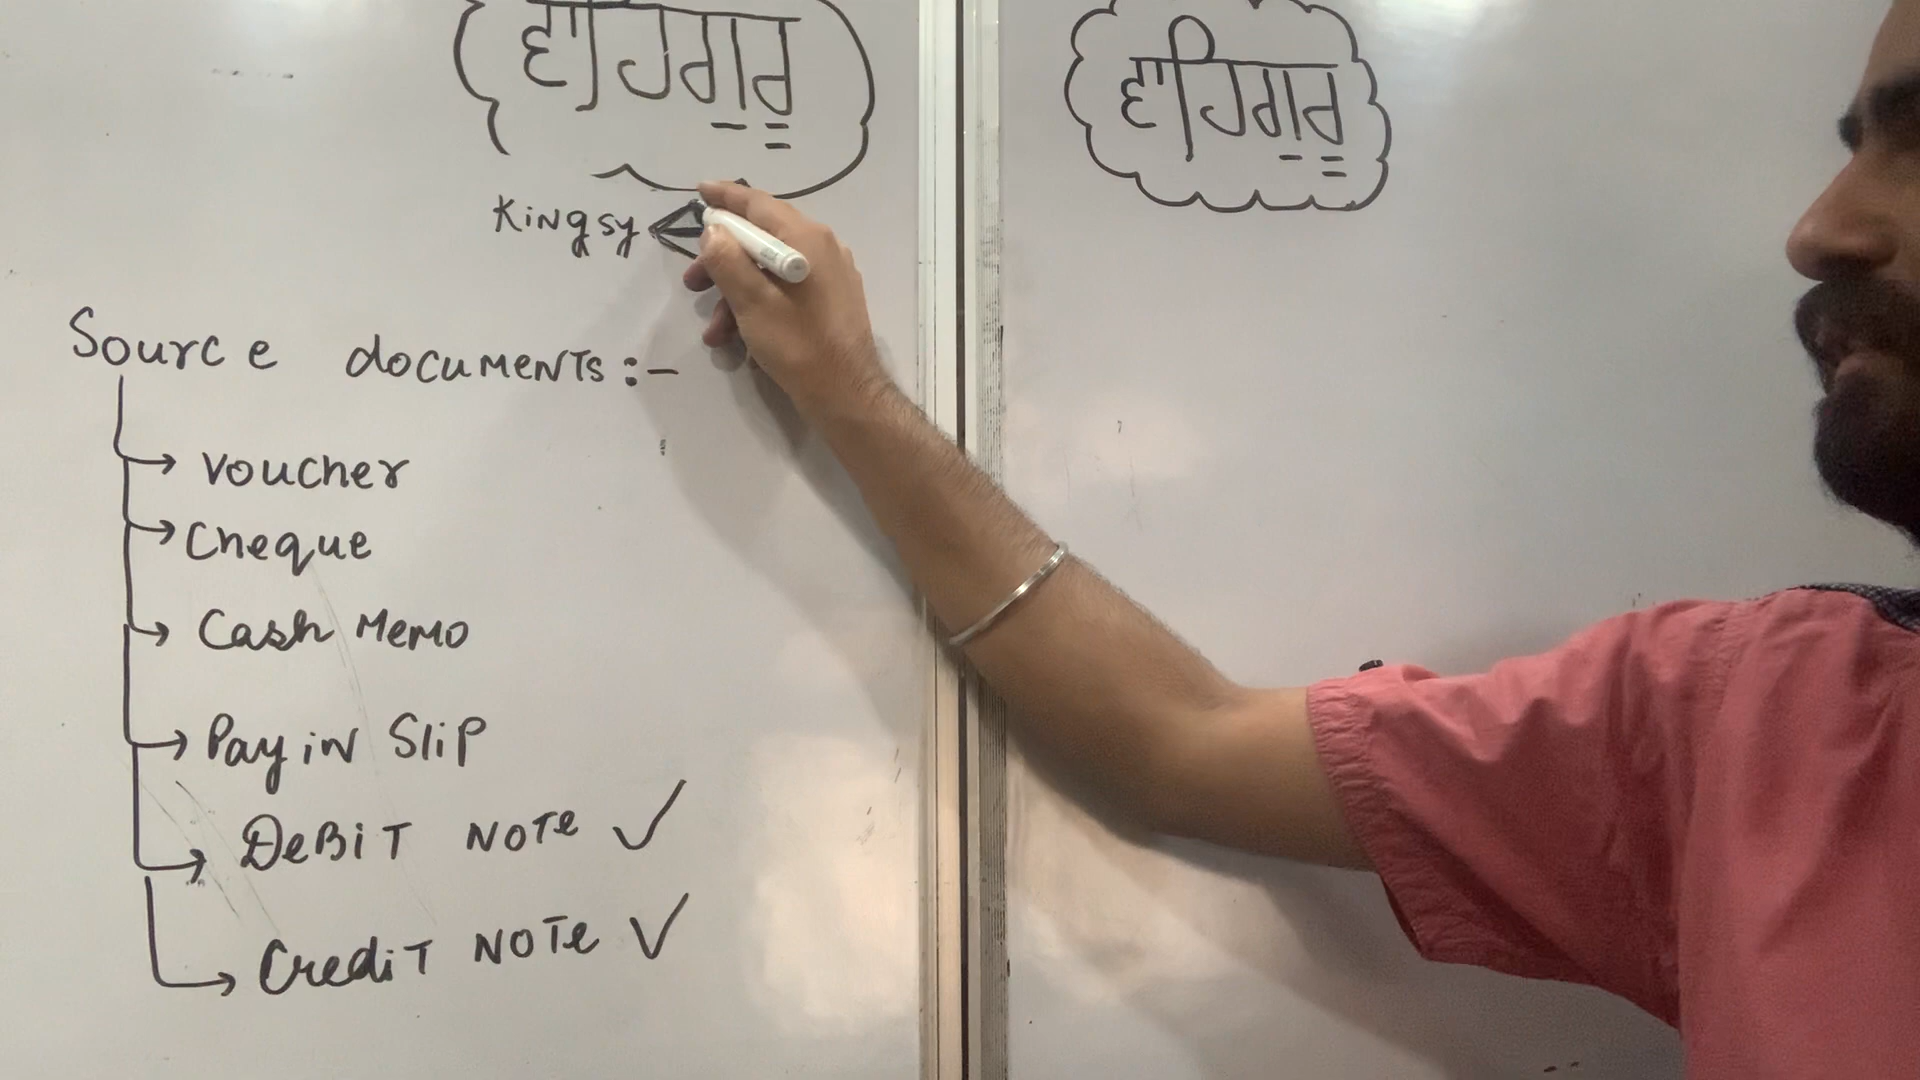 ਵਾਹਿਗੁਰੂ
ਵਾਹਿਗੁਰੂ
Kingsy
Source documents :-
Voucher
Cheque
Cash Memo
Pay in Slip
Debit Note ✓
Credit Note ✓